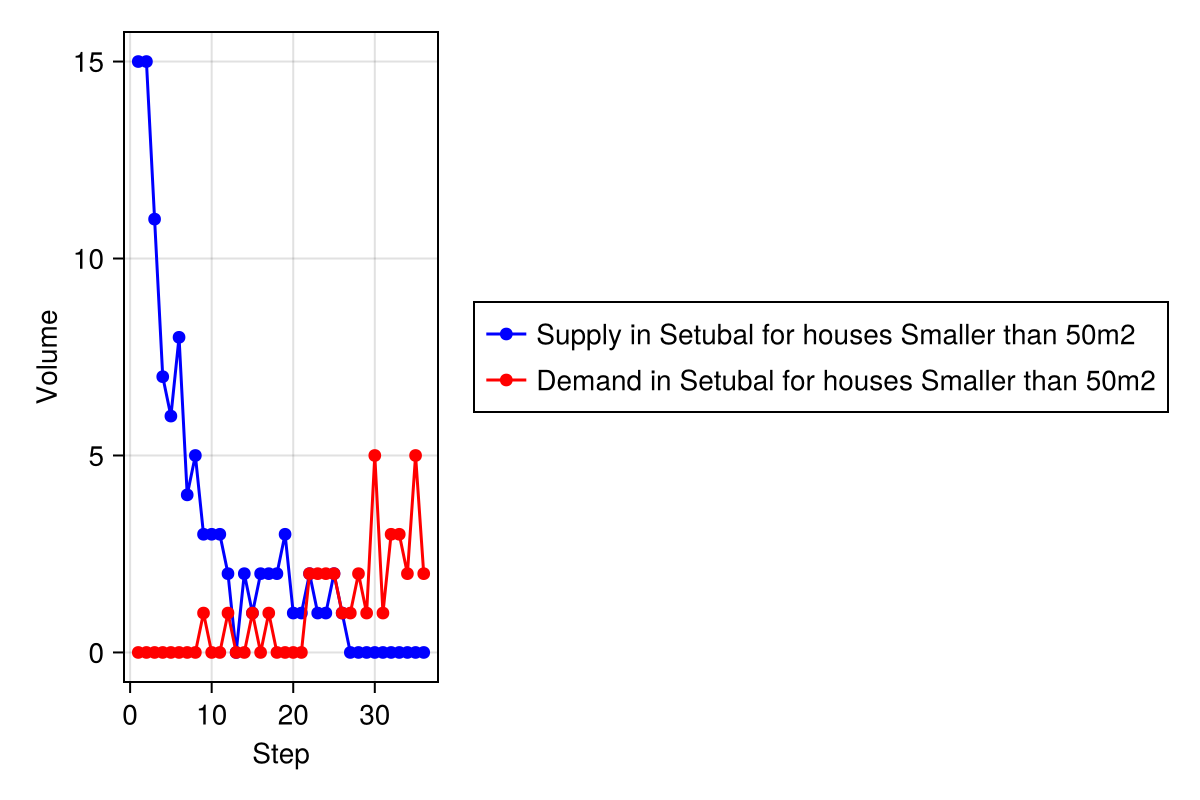 15
10
5
0
Volume
0 10 20 30
Step
Supply in Setubal for houses Smaller than 50m2
Demand in Setubal for houses Smaller than 50m2